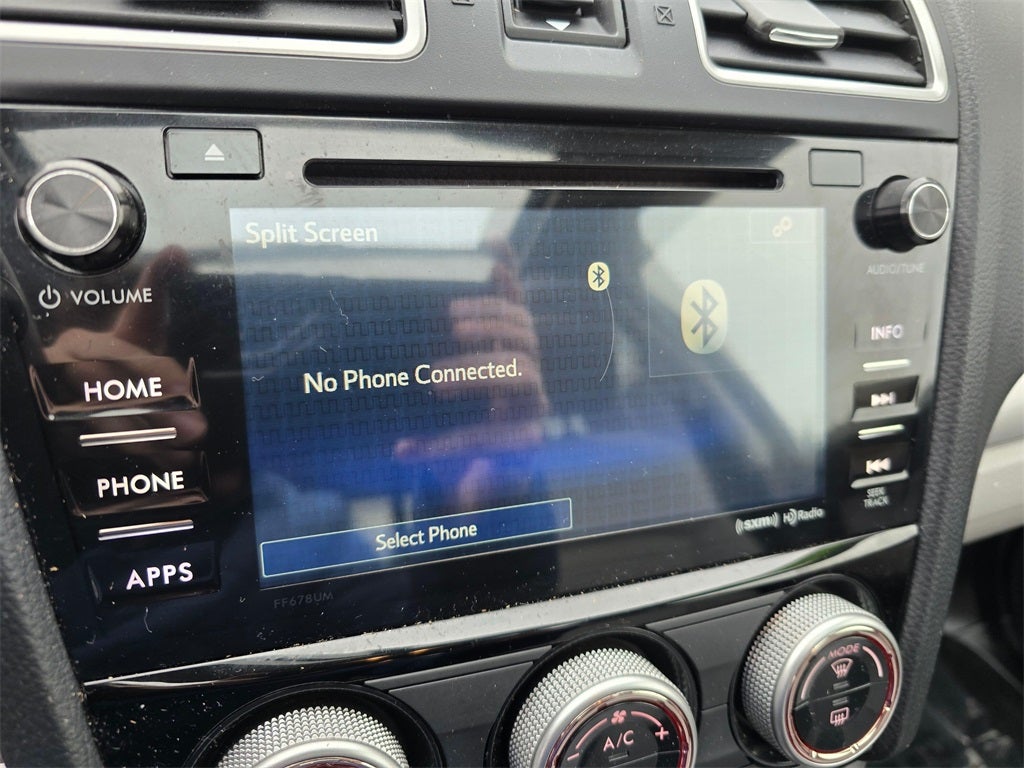 Split Screen
VOLUME
AUDIO/TUNE
HOME
No Phone Connected.
INFO
PHONE
SEEK
TRACK
Select Phone
((sxm)) HD Radio
APPS
FF678UM
MODE
A/C +
-